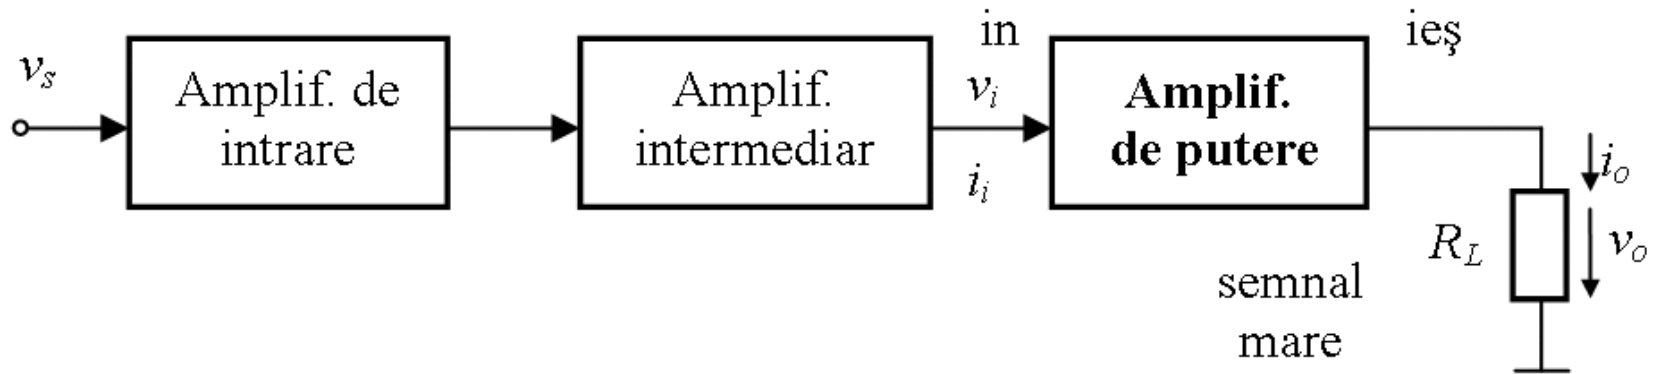 v_s
Amplif. de
intrare
Amplif.
intermediar
in
v_i
i_i
Amplif.
de putere
ieş
i_o
R_L
v_o
semnal
mare